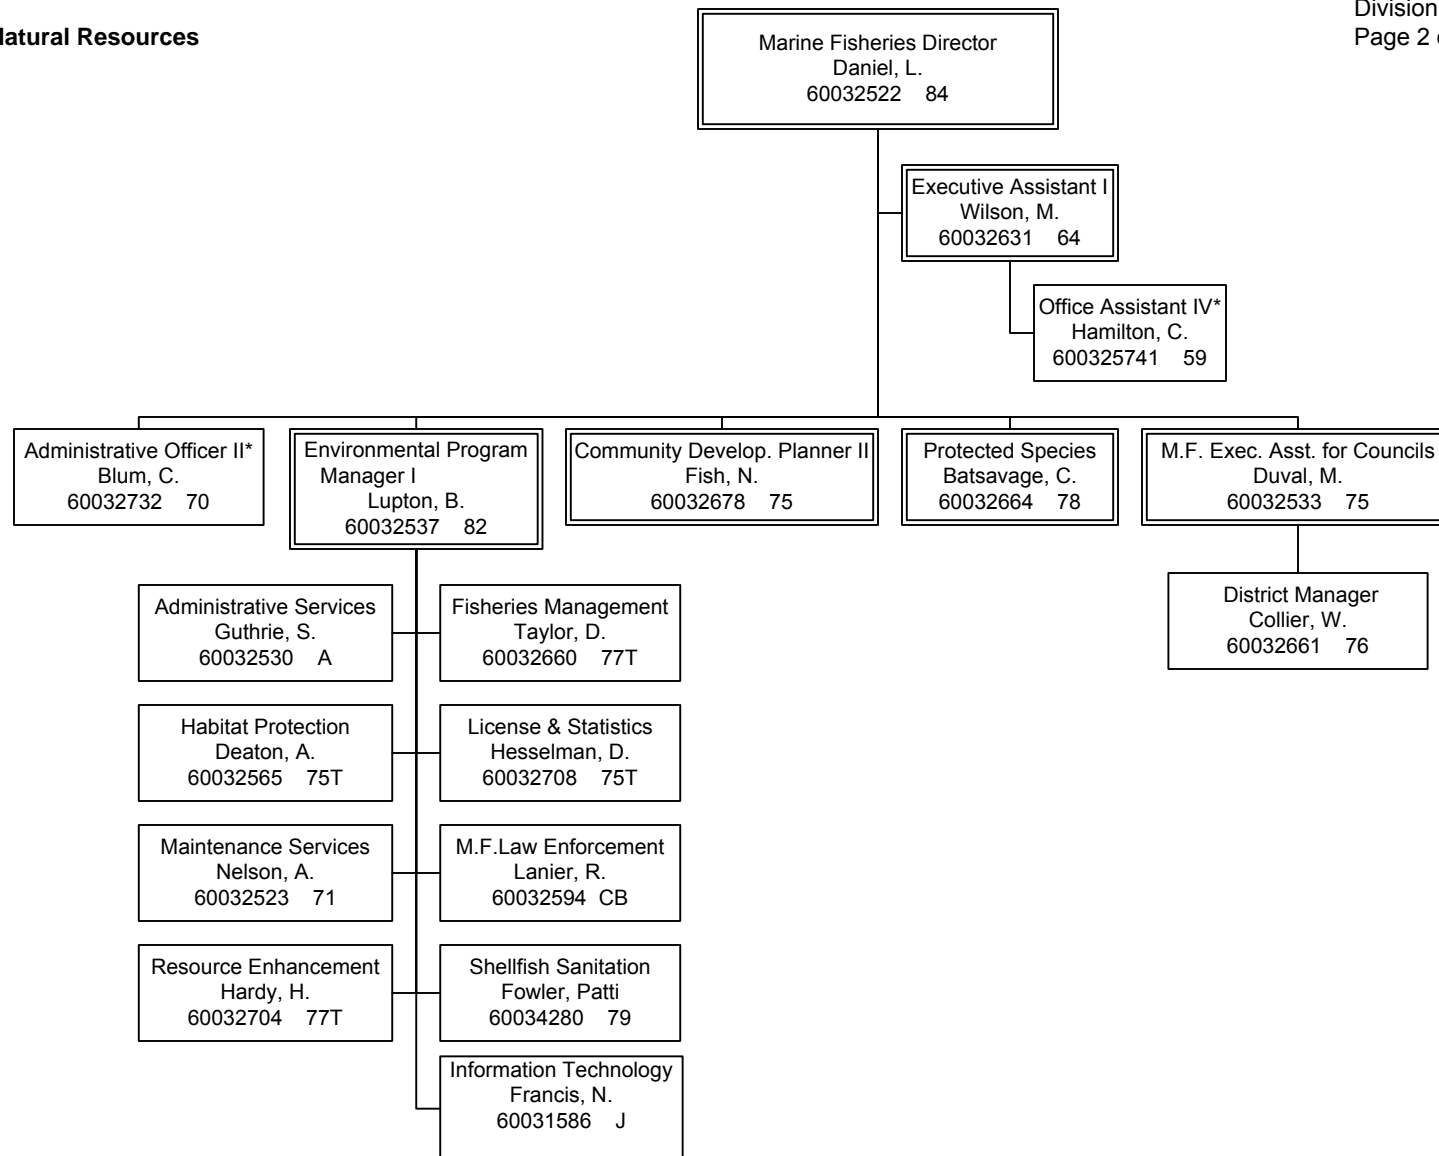 Natural Resources
Division
Page 2
Marine Fisheries Director
Daniel, L.
60032522 84
Executive Assistant I
Wilson, M.
60032631 64
Office Assistant IV*
Hamilton, C.
600325741 59
Administrative Officer II*
Blum, C.
60032732 70
Environmental Program
Manager I
Lupton, B.
60032537 82
Community Develop. Planner II
Fish, N.
60032678 75
Protected Species
Batsavage, C.
60032664 78
M.F. Exec. Asst. for Councils
Duval, M.
60032533 75
Administrative Services
Guthrie, S.
60032530 A
Fisheries Management
Taylor, D.
60032660 77T
District Manager
Collier, W.
60032661 76
Habitat Protection
Deaton, A.
60032565 75T
License & Statistics
Hesselman, D.
60032708 75T
Maintenance Services
Nelson, A.
60032523 71
M.F.Law Enforcement
Lanier, R.
60032594 CB
Resource Enhancement
Hardy, H.
60032704 77T
Shellfish Sanitation
Fowler, Patti
60034280 79
Information Technology
Francis, N.
60031586 J